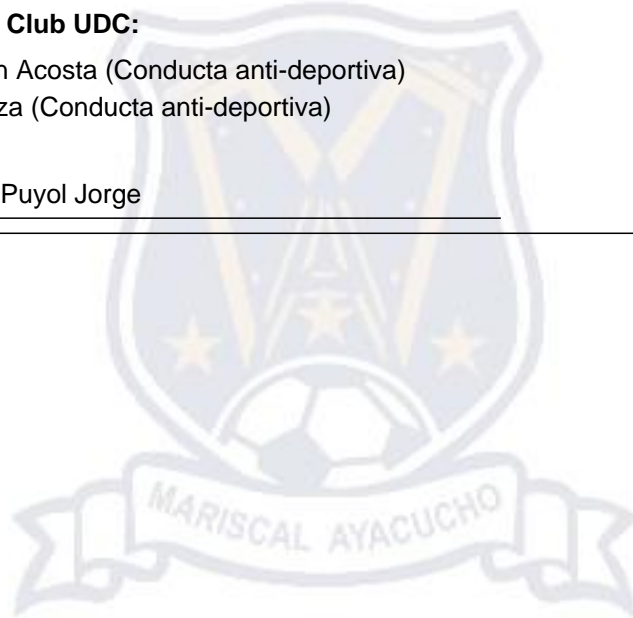 Club UDC:
n Acosta (Conducta anti-deportiva)
za (Conducta anti-deportiva)
Puyol Jorge
MARISCAL AYACUCHO